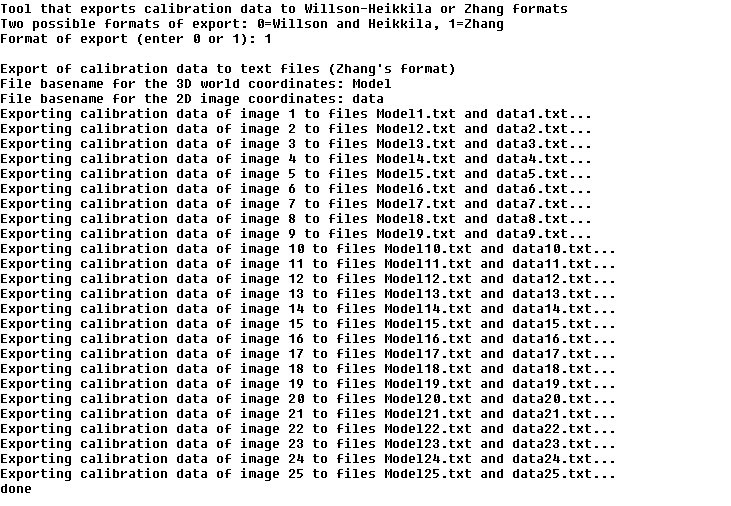 Tool that exports calibration data to Willson-Heikkila or Zhang formats
Two possible formats of export: 0=Willson and Heikkila, 1=Zhang
Format of export (enter 0 or 1): 1
Export of calibration data to text files (Zhang's format)
File basename for the 3D world coordinates: Model
File basename for the 2D image coordinates: data
Exporting calibration data of image 1 to files Model1.txt and data1.txt...
Exporting calibration data of image 2 to files Model2.txt and data2.txt...
Exporting calibration data of image 3 to files Model3.txt and data3.txt...
Exporting calibration data of image 4 to files Model4.txt and data4.txt...
Exporting calibration data of image 5 to files Model5.txt and data5.txt...
Exporting calibration data of image 6 to files Model6.txt and data6.txt...
Exporting calibration data of image 7 to files Model7.txt and data7.txt...
Exporting calibration data of image 8 to files Model8.txt and data8.txt...
Exporting calibration data of image 9 to files Model9.txt and data9.txt...
Exporting calibration data of image 10 to files Model10.txt and data10.txt...
Exporting calibration data of image 11 to files Model11.txt and data11.txt...
Exporting calibration data of image 12 to files Model12.txt and data12.txt...
Exporting calibration data of image 13 to files Model13.txt and data13.txt...
Exporting calibration data of image 14 to files Model14.txt and data14.txt...
Exporting calibration data of image 15 to files Model15.txt and data15.txt...
Exporting calibration data of image 16 to files Model16.txt and data16.txt...
Exporting calibration data of image 17 to files Model17.txt and data17.txt...
Exporting calibration data of image 18 to files Model18.txt and data18.txt...
Exporting calibration data of image 19 to files Model19.txt and data19.txt...
Exporting calibration data of image 20 to files Model20.txt and data20.txt...
Exporting calibration data of image 21 to files Model21.txt and data21.txt...
Exporting calibration data of image 22 to files Model22.txt and data22.txt...
Exporting calibration data of image 23 to files Model23.txt and data23.txt...
Exporting calibration data of image 24 to files Model24.txt and data24.txt...
Exporting calibration data of image 25 to files Model25.txt and data25.txt...
done